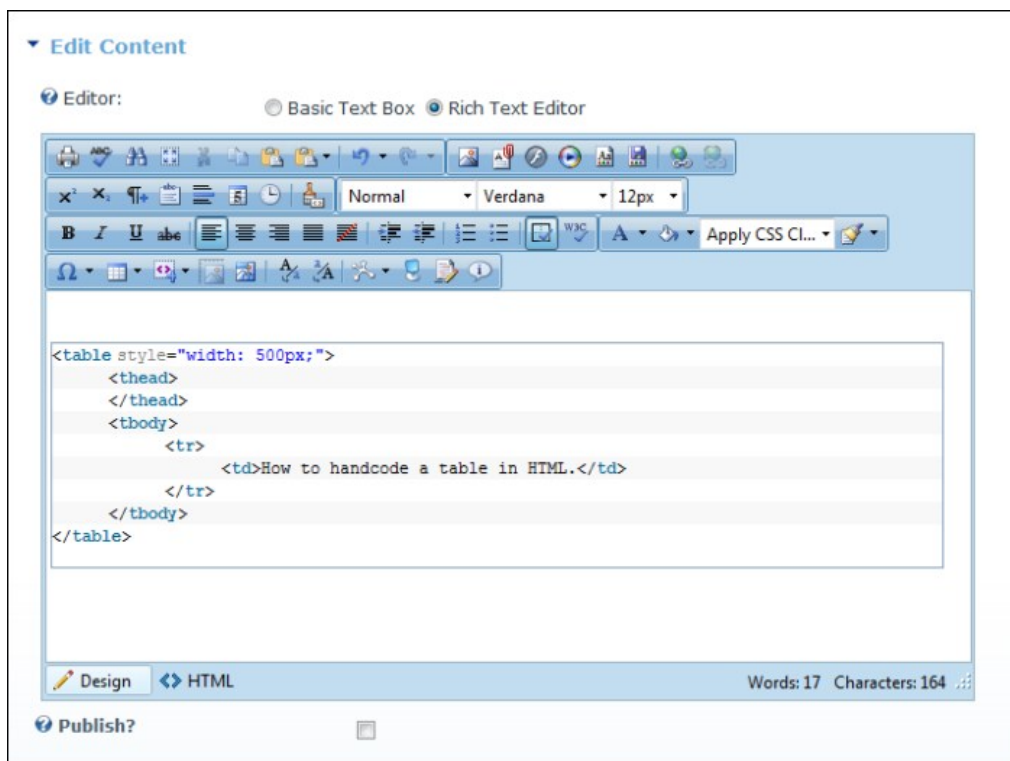 Edit Content
Editor:
Basic Text Box Rich Text Editor
Normal Verdana 12px
B I U abc W3C A Apply CSS Cl...
<table style="width: 500px;">
<thead>
</thead>
<tbody>
<tr>
<td>How to handcode a table in HTML.</td>
</tr>
</tbody>
</table>
Design <> HTML Words: 17 Characters: 164
Publish?